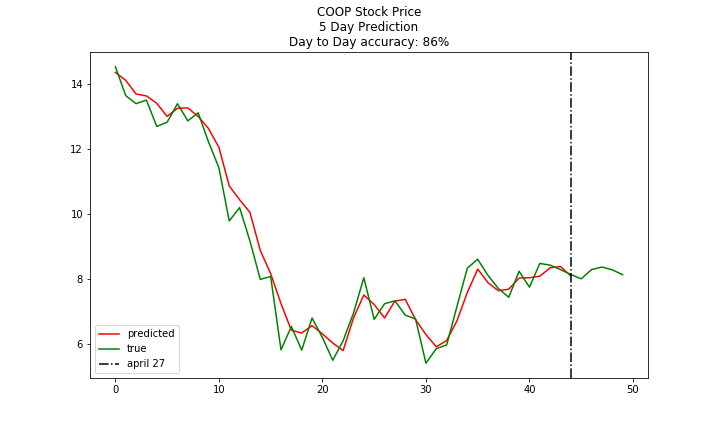 COOP Stock Price
5 Day Prediction
Day to Day accuracy: 86%
14
12
10
8
6
predicted
true
april 27
0 10 20 30 40 50